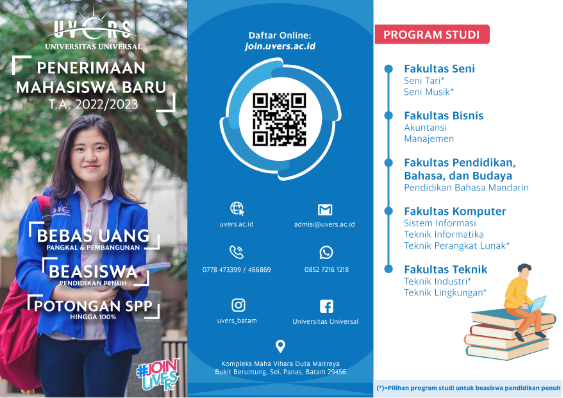 UVERS
UNIVERSITAS UNIVERSAL
PENERIMAAN
MAHASISWA BARU
T.A. 2022/2023
BEBAS UANG
PANGKAL & PEMBANGUNAN
BEASISWA
PENDIDIKAN PENUH
POTONGAN SPP
HINGGA 100%
#JOIN
UVERS
Daftar Online:
join.uvers.ac.id
uvers.ac.id
admisi@uvers.ac.id
0778 473399 / 466869
0852 7216 1218
uvers_batam
Universitas Universal
Kompleks Maha Vihara Duta Maitreya
Bukit Beruntung, Sei. Panas, Batam 29456
PROGRAM STUDI
Fakultas Seni
Seni Tari*
Seni Musik*
Fakultas Bisnis
Akuntansi
Manajemen
Fakultas Pendidikan,
Bahasa, dan Budaya
Pendidikan Bahasa Mandarin
Fakultas Komputer
Sistem Informasi
Teknik Informatika
Teknik Perangkat Lunak*
Fakultas Teknik
Teknik Industri*
Teknik Lingkungan*
(*)=Pilihan program studi untuk beasiswa pendidikan penuh